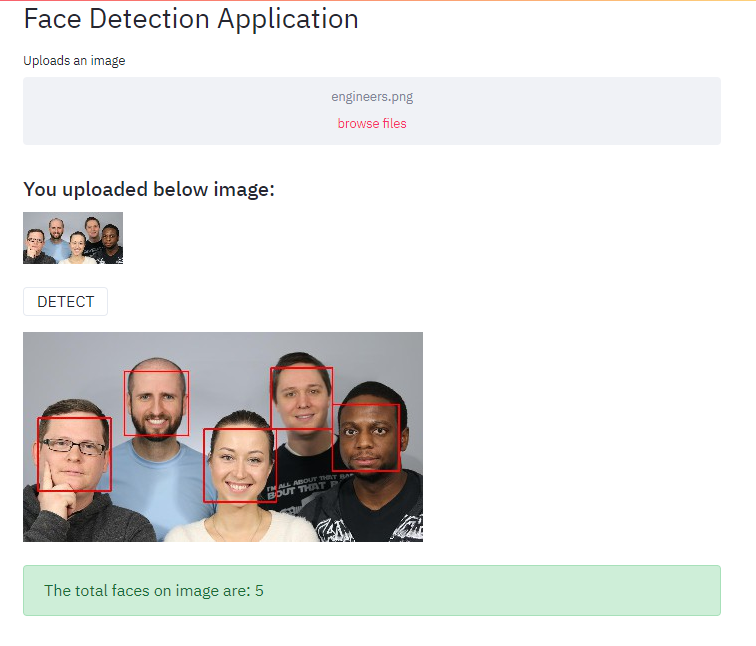 Face Detection Application
Uploads an image
engineers.png
browse files
You uploaded below image:
DETECT
I'M ALL ABOUT THAT BA
BOUT THAT
The total faces on image are: 5